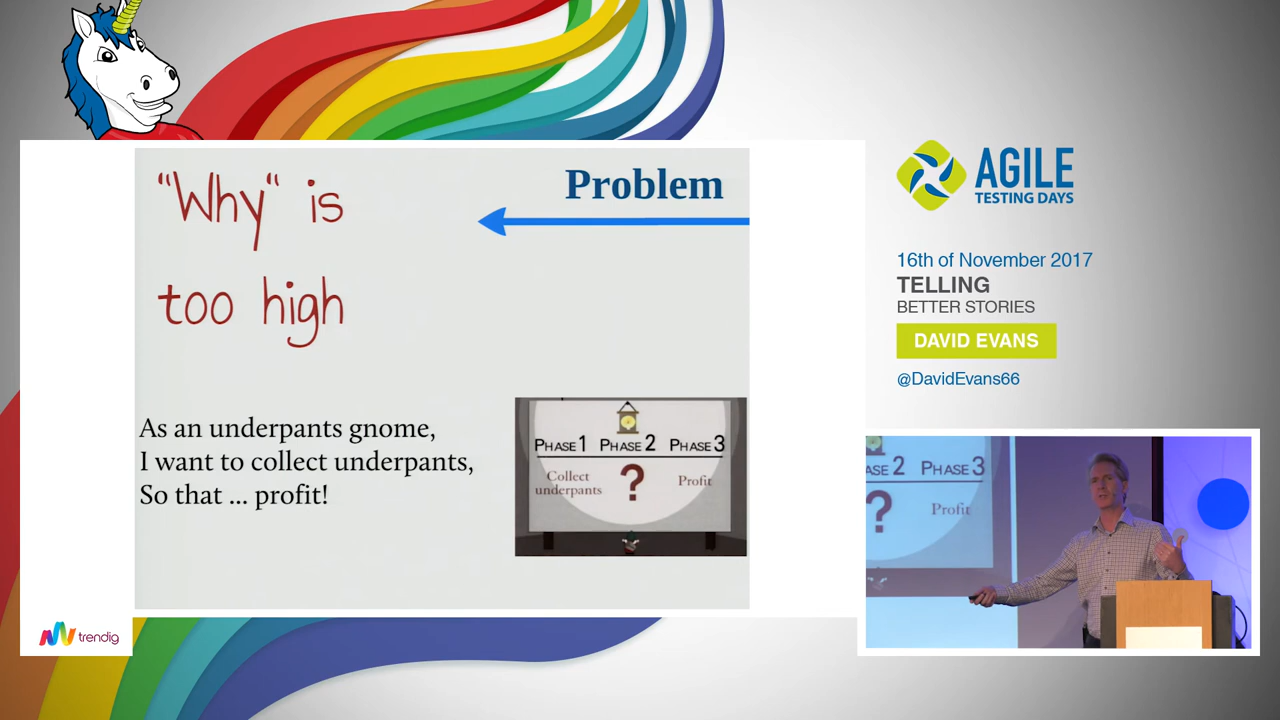 "Why" is
too high
Problem
As an underpants gnome,
I want to collect underpants,
So that ... profit!
PHASE 1 PHASE 2 PHASE 3
Collect
underpants
?
Profit
AGILE
TESTING DAYS
16th of November 2017
TELLING
BETTER STORIES
DAVID EVANS
@DavidEvans66
ASE 2 PHASE 3
?
Profit
trendig